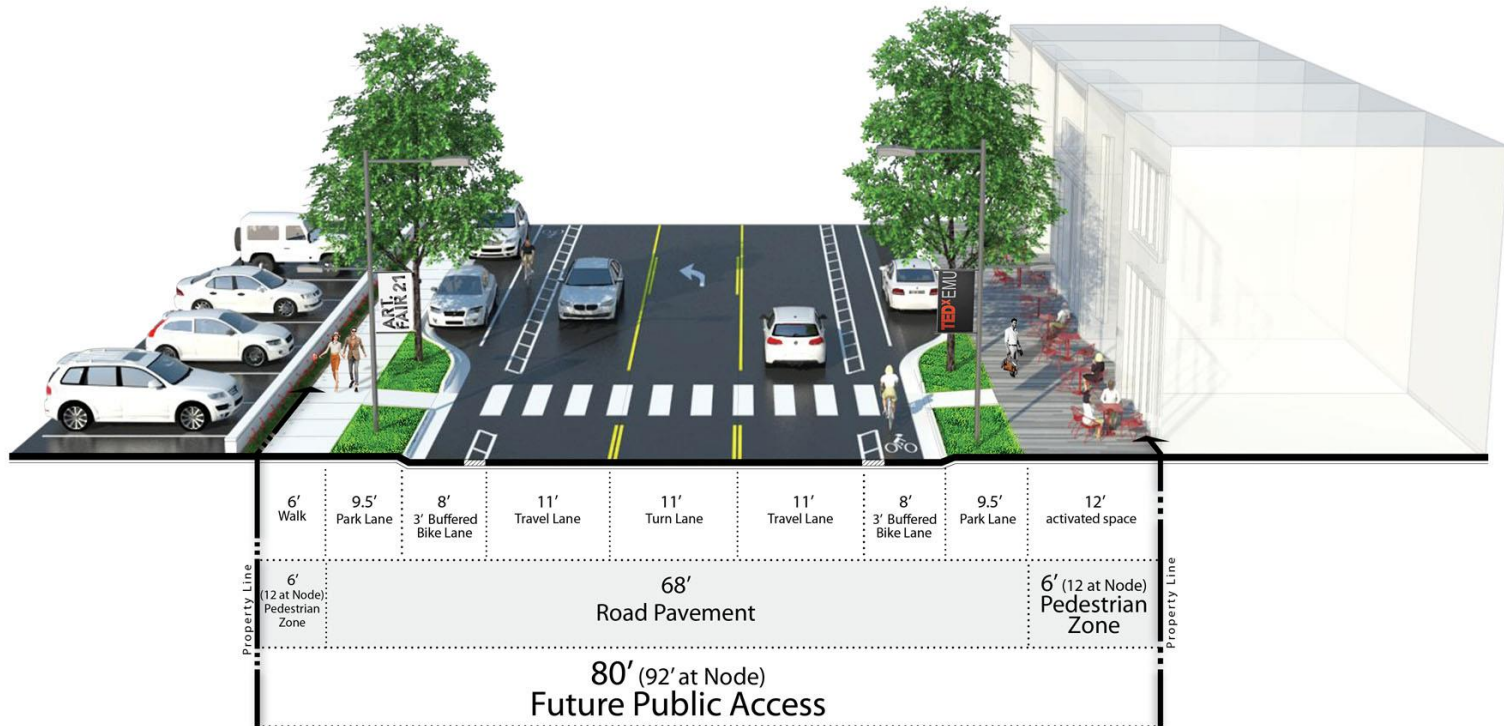 ART.
FAIR 21
TEDxEMU
6’
Walk
9.5’
Park Lane
8’
3’ Buffered
Bike Lane
11’
Travel Lane
11’
Turn Lane
11’
Travel Lane
8’
3’ Buffered
Bike Lane
9.5’
Park Lane
12’
activated space
Property Line
6’
(12 at Node)
Pedestrian
Zone
68’
Road Pavement
6’ (12 at Node)
Pedestrian
Zone
Property Line
80’ (92’ at Node)
Future Public Access